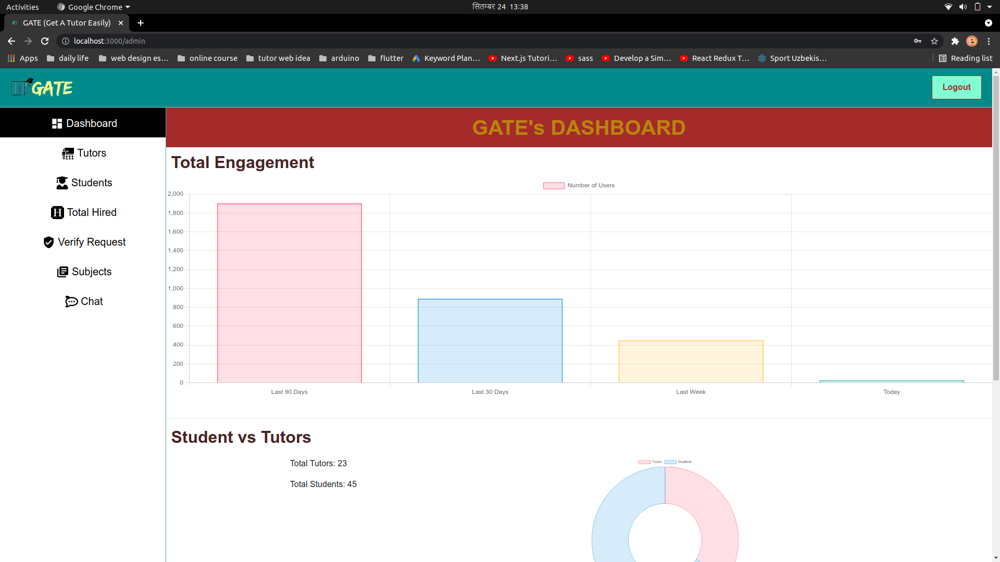 Activities Google Chrome सितम्बर 24 13:38
GATE (Get A Tutor Easily)
localhost:3000/admin
Apps daily life web design es... online course tutor web idea arduino flutter Keyword Plan... Next.js Tutori... sass Develop a Sim... React Redux T... Sport Uzbekis... Reading list
GATE Logout
Dashboard
Tutors
Students
H Total Hired
Verify Request
Subjects
Chat
GATE's DASHBOARD
Total Engagement
Number of Users
2,000
1,800
1,600
1,400
1,200
1,000
800
600
400
200
0
Last 90 Days Last 30 Days Last Week Today
Student vs Tutors
Total Tutors: 23
Total Students: 45
Tutors Students